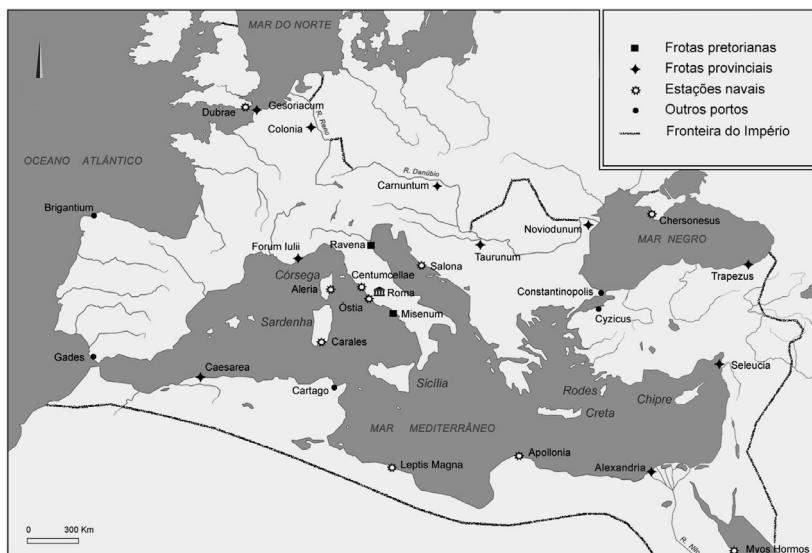 MAR DO NORTE
Frotas pretorianas
Frotas provinciais
Estações navais
Outros portos
Fronteira do Império
Dubrae
Gesoriacum
Colonia
R. Reno
OCEANO ATLÂNTICO
R. Danúbio
Carnuntum
Brigantium
Chersonesus
Noviodunum
MAR NEGRO
Forum Iulii
Ravena
Taurunum
Salona
Trapezus
Córsega
Centumcellae
Aleria
Roma
Constantinopolis
Óstia
Cyzicus
Misenum
Sardenha
Carales
Gades
Caesarea
Seleucia
Cartago
Sicília
Rodes
Chipre
Creta
MAR MEDITERRÂNEO
Apollonia
Leptis Magna
Alexandria
0 300 Km
R. Nilo
Myos Hormos